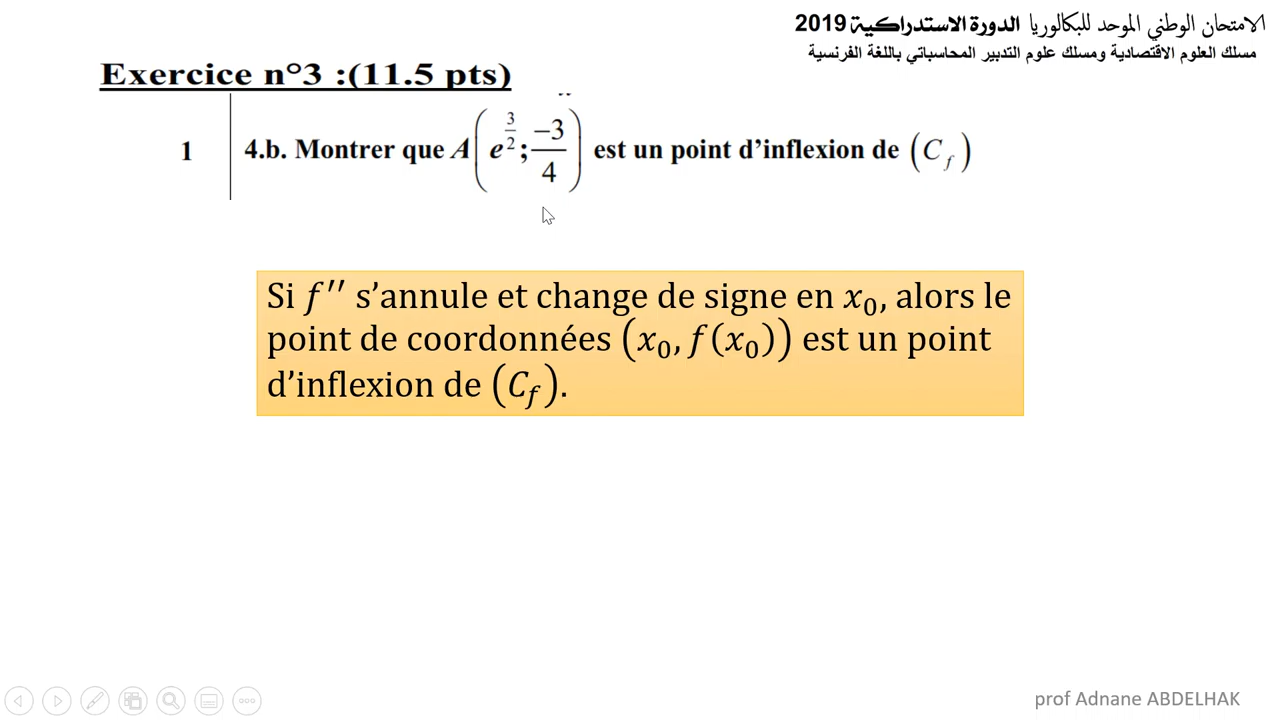 الامتحان الوطني الموحد للبكالوريا الدورة الاستدراكية 2019
مسلك العلوم الاقتصادية ومسلك علوم التدبير المحاسباتي باللغة الفرنسية
Exercice n°3 :(11.5 pts)
1 4.b. Montrer que A(e^{3/2};-3/4) est un point d’inflexion de (C_f)
Si f′′ s’annule et change de signe en x₀, alors le
point de coordonnées (x₀, f(x₀)) est un point
d’inflexion de (C_f).
prof Adnane ABDELHAK